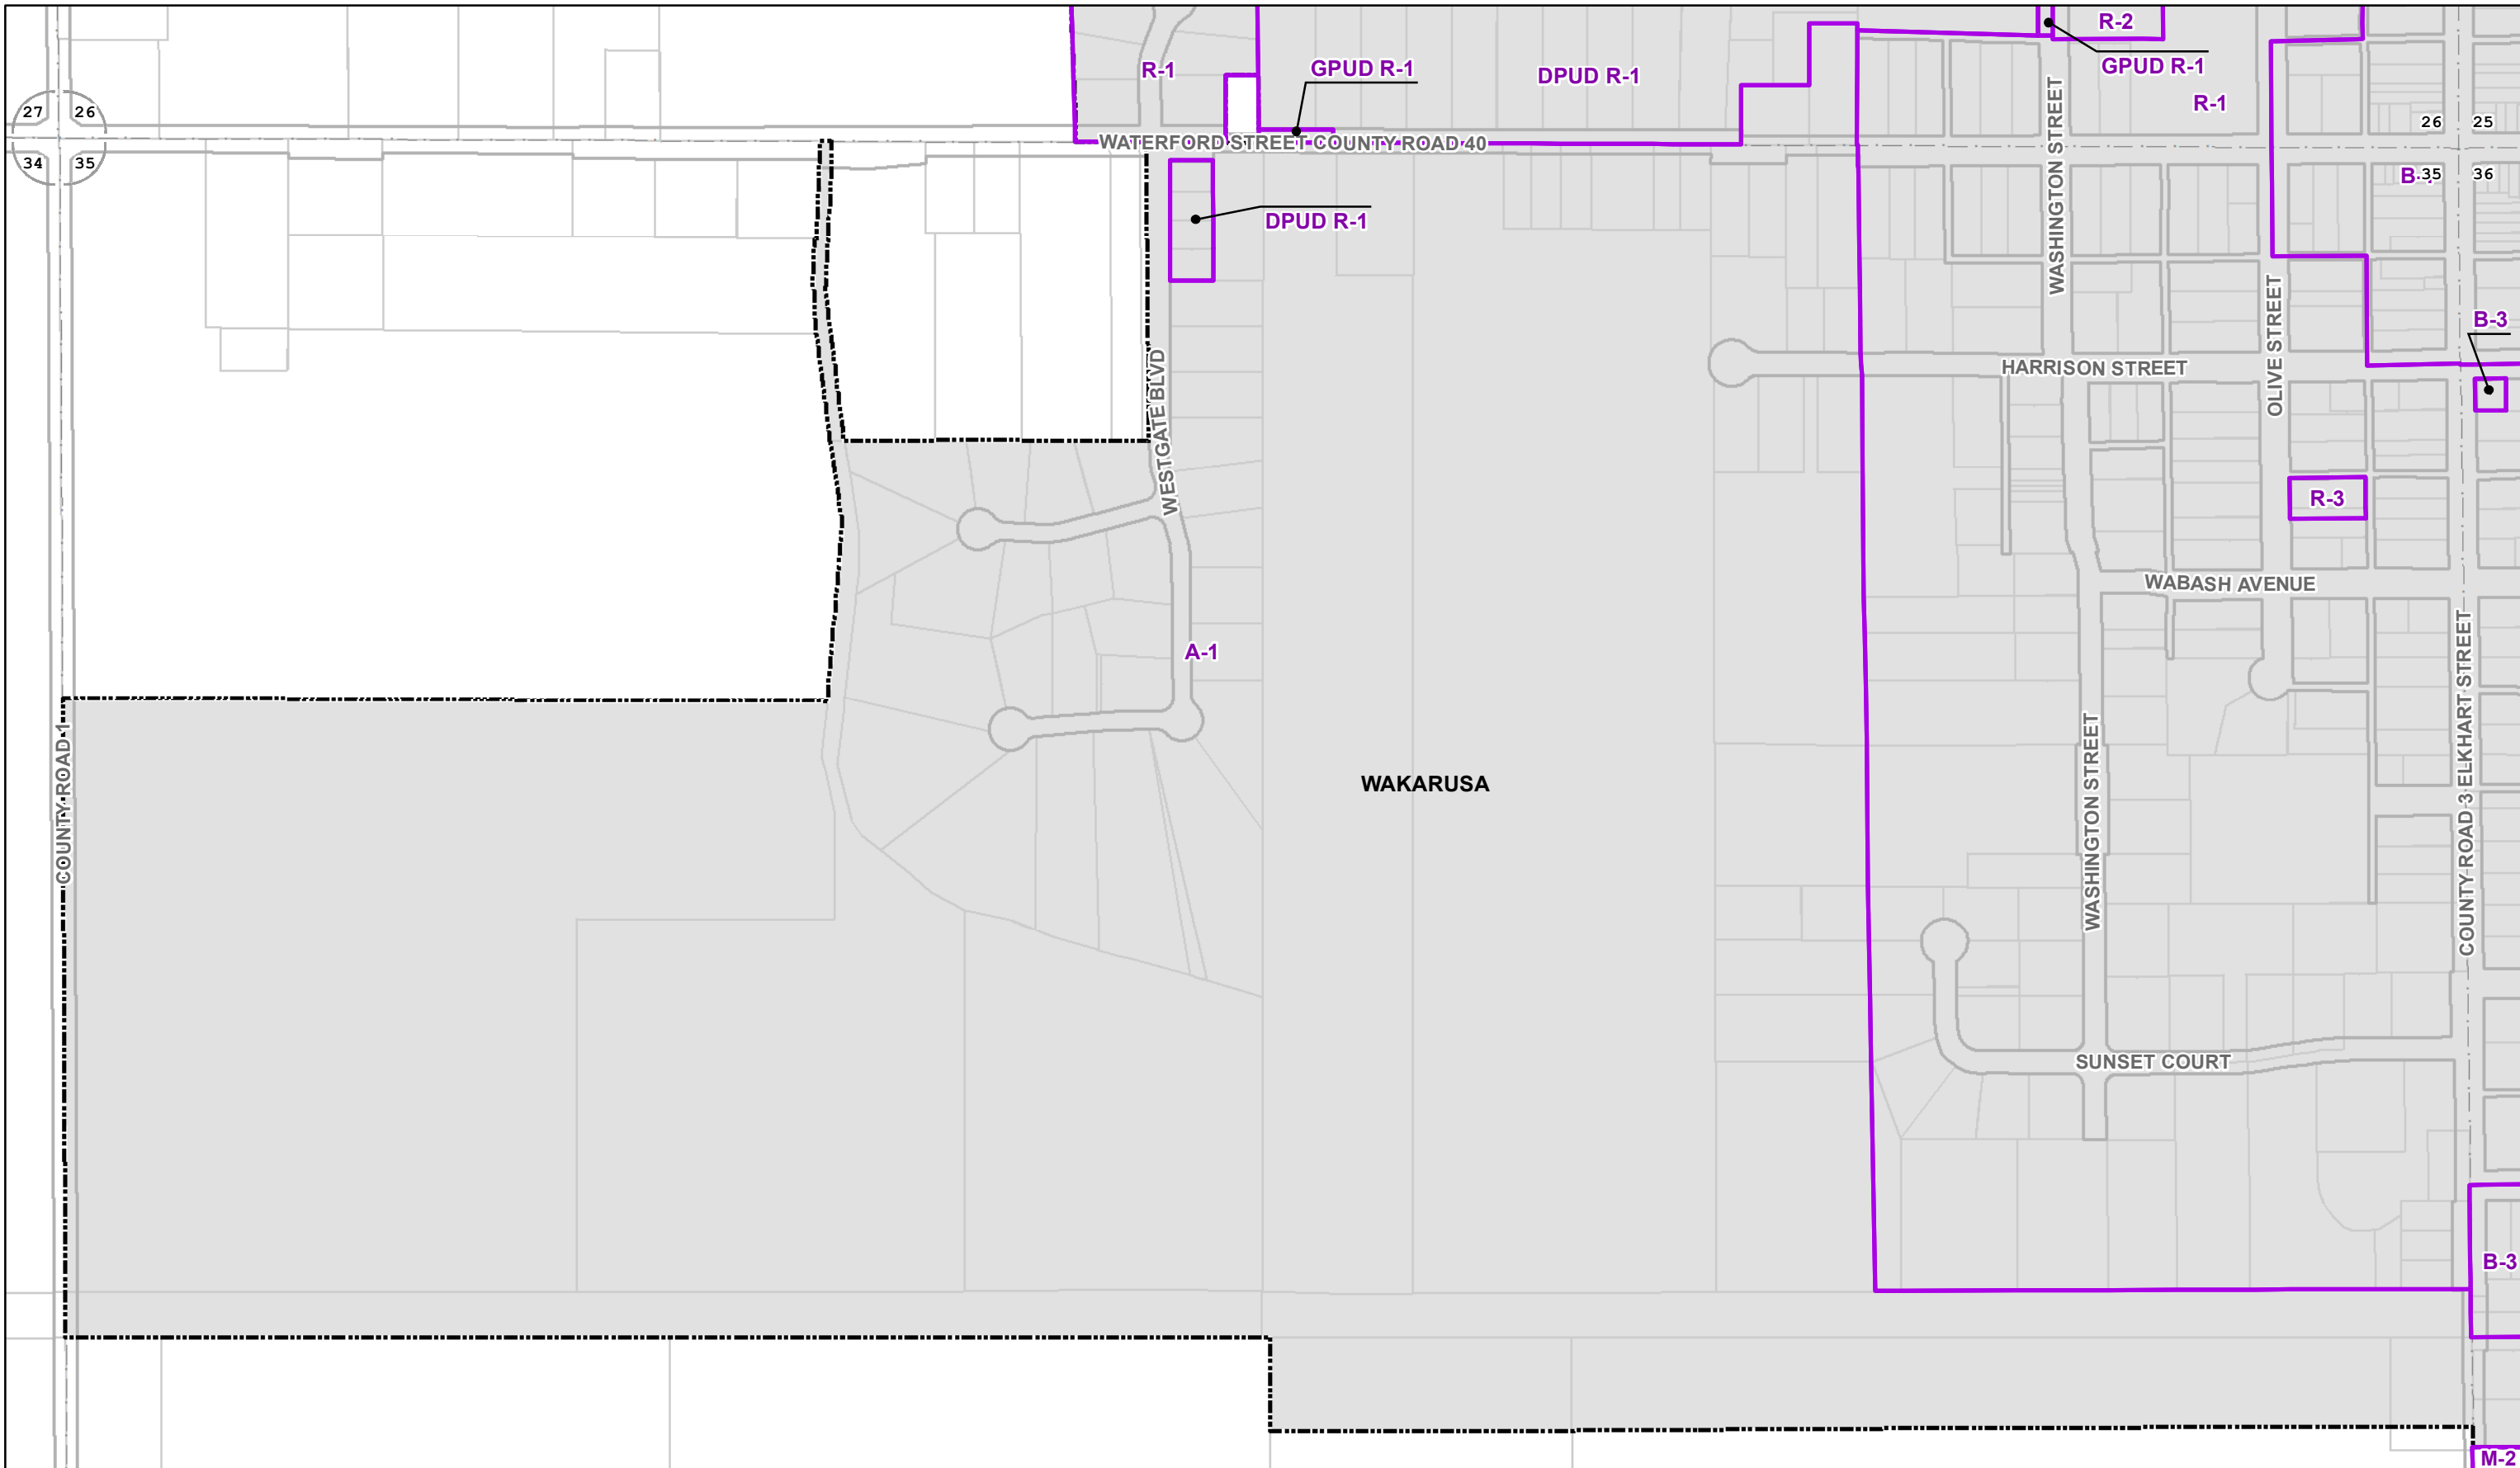 R-2
GPUD R-1
R-1
GPUD R-1
DPUD R-1
R-1
27
26
26
25
WATERFORD STREET COUNTY ROAD 40
34
35
35
36
WASHINGTON STREET
DPUD R-1
B-3
OLIVE STREET
HARRISON STREET
WESTGATE BLVD
R-3
WABASH AVENUE
A-1
COUNTY ROAD 1
WAKARUSA
WASHINGTON STREET
COUNTY ROAD 3 ELKHART STREET
SUNSET COURT
B-3
M-2